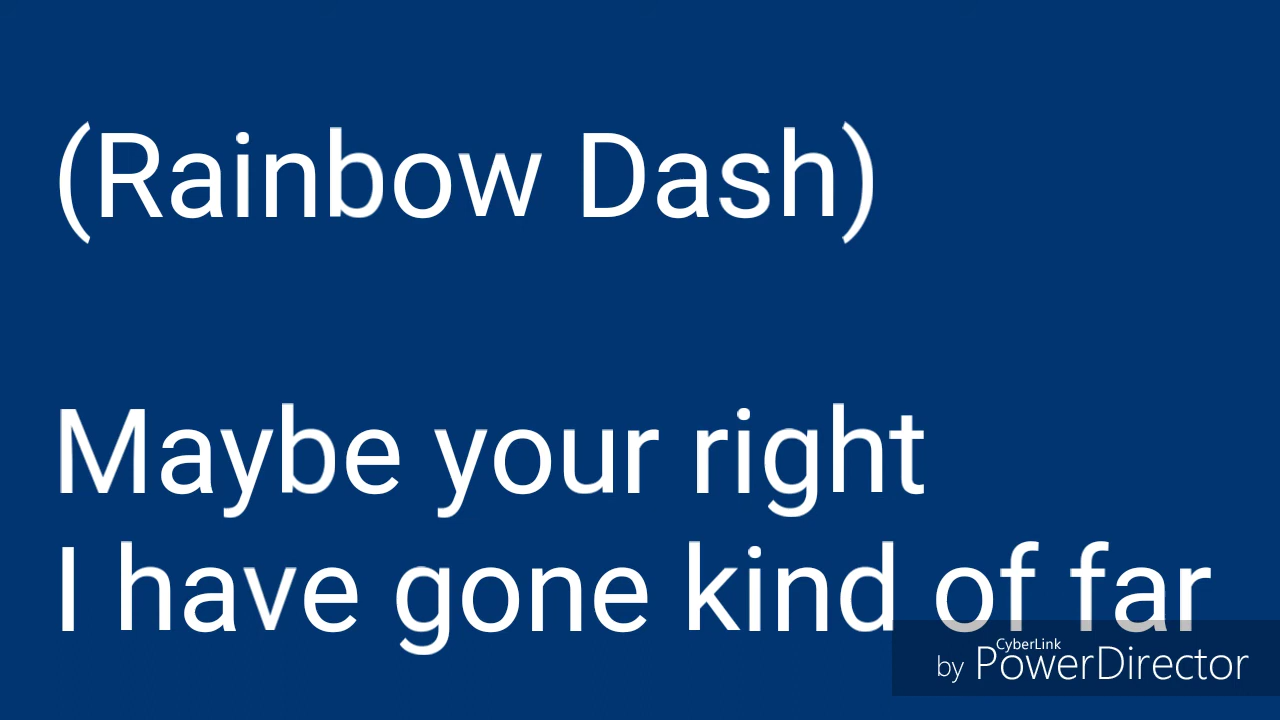 (Rainbow Dash)
Maybe your right
I have gone kind of far
CyberLink
by PowerDirector